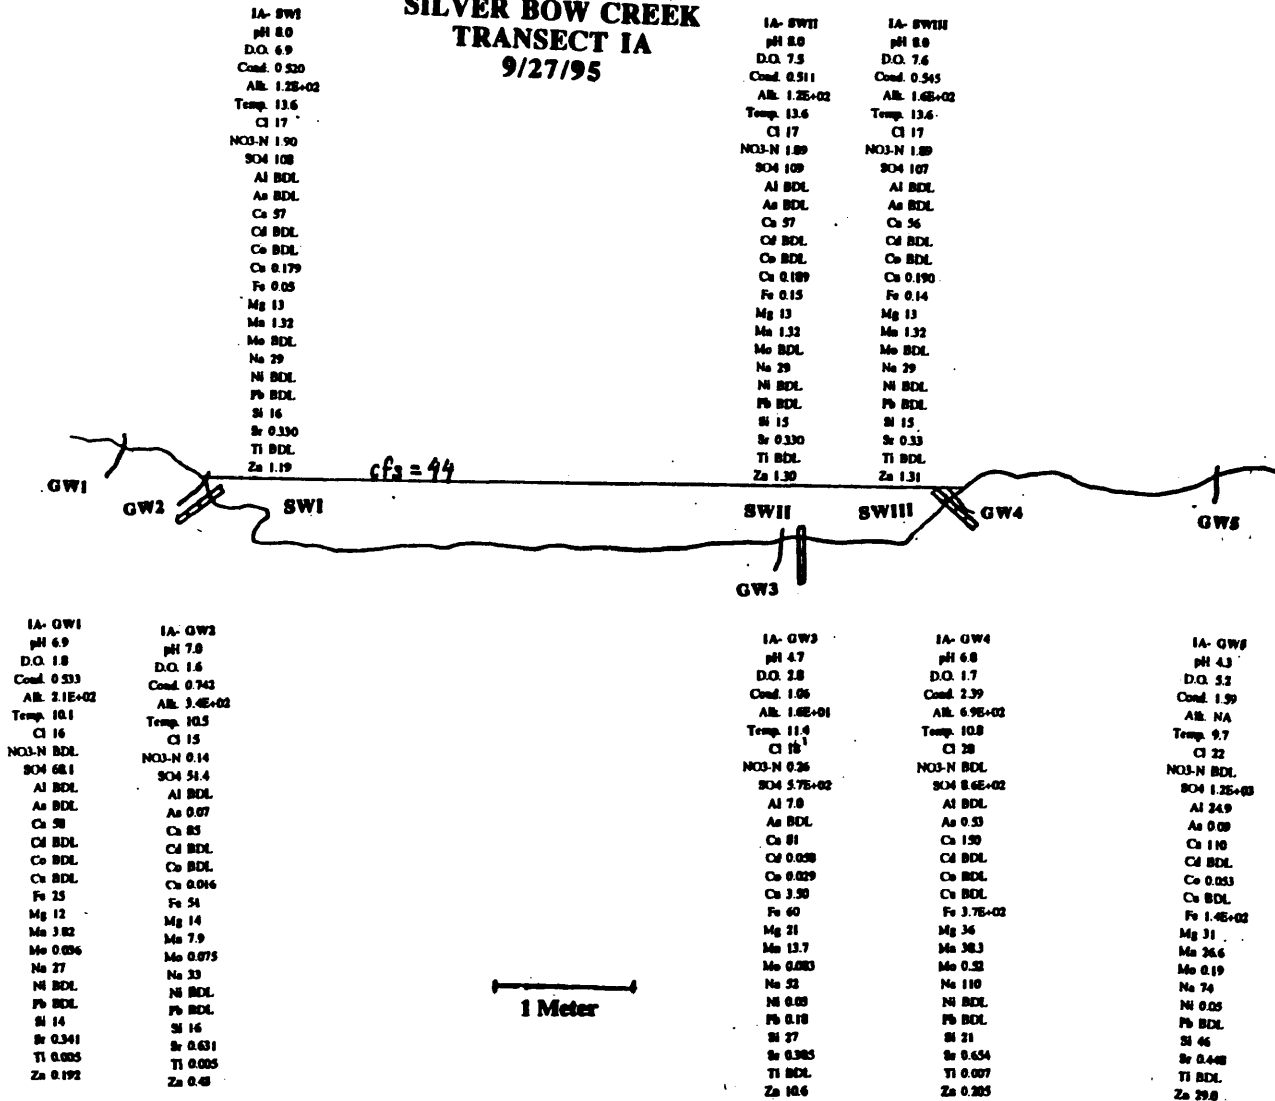 SILVER BOW CREEK
TRANSECT IA
9/27/95
IA- SWI
pH 8.0
D.O. 6.9
Cond. 0.520
Alk. 1.2E+02
Temp. 13.6
Cl 17
NO3-N 1.90
SO4 108
Al BDL
As BDL
Ca 57
Cd BDL
Co BDL
Cu 0.179
Fe 0.05
Mg 13
Mn 1.32
Mo BDL
Na 29
Ni BDL
Pb BDL
Si 16
Sr 0.330
Ti BDL
Zn 1.19
IA- SWII
pH 8.0
D.O. 7.5
Cond. 0.511
Alk. 1.2E+02
Temp. 13.6
Cl 17
NO3-N 1.89
SO4 109
Al BDL
As BDL
Ca 57
Cd BDL
Co BDL
Cu 0.189
Fe 0.15
Mg 13
Mn 1.32
Mo BDL
Na 29
Ni BDL
Pb BDL
Si 15
Sr 0.330
Ti BDL
Zn 1.30
IA- SWIII
pH 8.0
D.O. 7.6
Cond. 0.545
Alk. 1.6E+02
Temp. 13.6
Cl 17
NO3-N 1.89
SO4 107
Al BDL
As BDL
Ca 56
Cd BDL
Co BDL
Cu 0.190
Fe 0.14
Mg 13
Mn 1.32
Mo BDL
Na 29
Ni BDL
Pb BDL
Si 15
Sr 0.33
Ti BDL
Zn 1.31
cfs = 44
GW1
GW2
SWI
SWII
SWIII
GW4
GW5
GW3
IA- GW1
pH 6.9
D.O. 1.8
Cond. 0.533
Alk. 2.1E+02
Temp. 10.1
Cl 16
NO3-N BDL
SO4 68.1
Al BDL
As BDL
Ca 58
Cd BDL
Co BDL
Cu BDL
Fe 25
Mg 12
Mn 3.82
Mo 0.036
Na 27
Ni BDL
Pb BDL
Si 14
Sr 0.341
Ti 0.005
Zn 0.192
IA- GW2
pH 7.0
D.O. 1.6
Cond. 0.742
Alk. 3.4E+02
Temp. 10.5
Cl 15
NO3-N 0.14
SO4 51.4
Al BDL
As 0.07
Ca 85
Cd BDL
Co BDL
Cu 0.016
Fe 54
Mg 14
Mn 7.9
Mo 0.075
Na 33
Ni BDL
Pb BDL
Si 16
Sr 0.631
Ti 0.005
Zn 0.48
IA- GW3
pH 4.7
D.O. 2.8
Cond. 1.06
Alk. 1.6E+01
Temp. 11.4
Cl 18
NO3-N 0.26
SO4 5.7E+02
Al 7.0
As BDL
Ca 81
Cd 0.058
Co 0.029
Cu 3.50
Fe 60
Mg 21
Mn 13.7
Mo 0.083
Na 52
Ni 0.03
Pb 0.18
Si 27
Sr 0.385
Ti BDL
Zn 10.6
IA- GW4
pH 6.8
D.O. 1.7
Cond. 2.39
Alk. 6.9E+02
Temp. 10.8
Cl 28
NO3-N BDL
SO4 8.6E+02
Al BDL
As 0.53
Ca 150
Cd BDL
Co BDL
Cu BDL
Fe 3.7E+02
Mg 36
Mn 38.3
Mo 0.52
Na 110
Ni BDL
Pb BDL
Si 21
Sr 0.654
Ti 0.007
Zn 0.205
IA- GW5
pH 4.3
D.O. 5.2
Cond. 1.59
Alk. NA
Temp. 9.7
Cl 22
NO3-N BDL
SO4 1.2E+03
Al 24.9
As 0.09
Ca 110
Cd BDL
Co 0.053
Cu BDL
Fe 1.4E+02
Mg 31
Mn 26.6
Mo 0.19
Na 74
Ni 0.05
Pb BDL
Si 46
Sr 0.448
Ti BDL
Zn 29.0
1 Meter